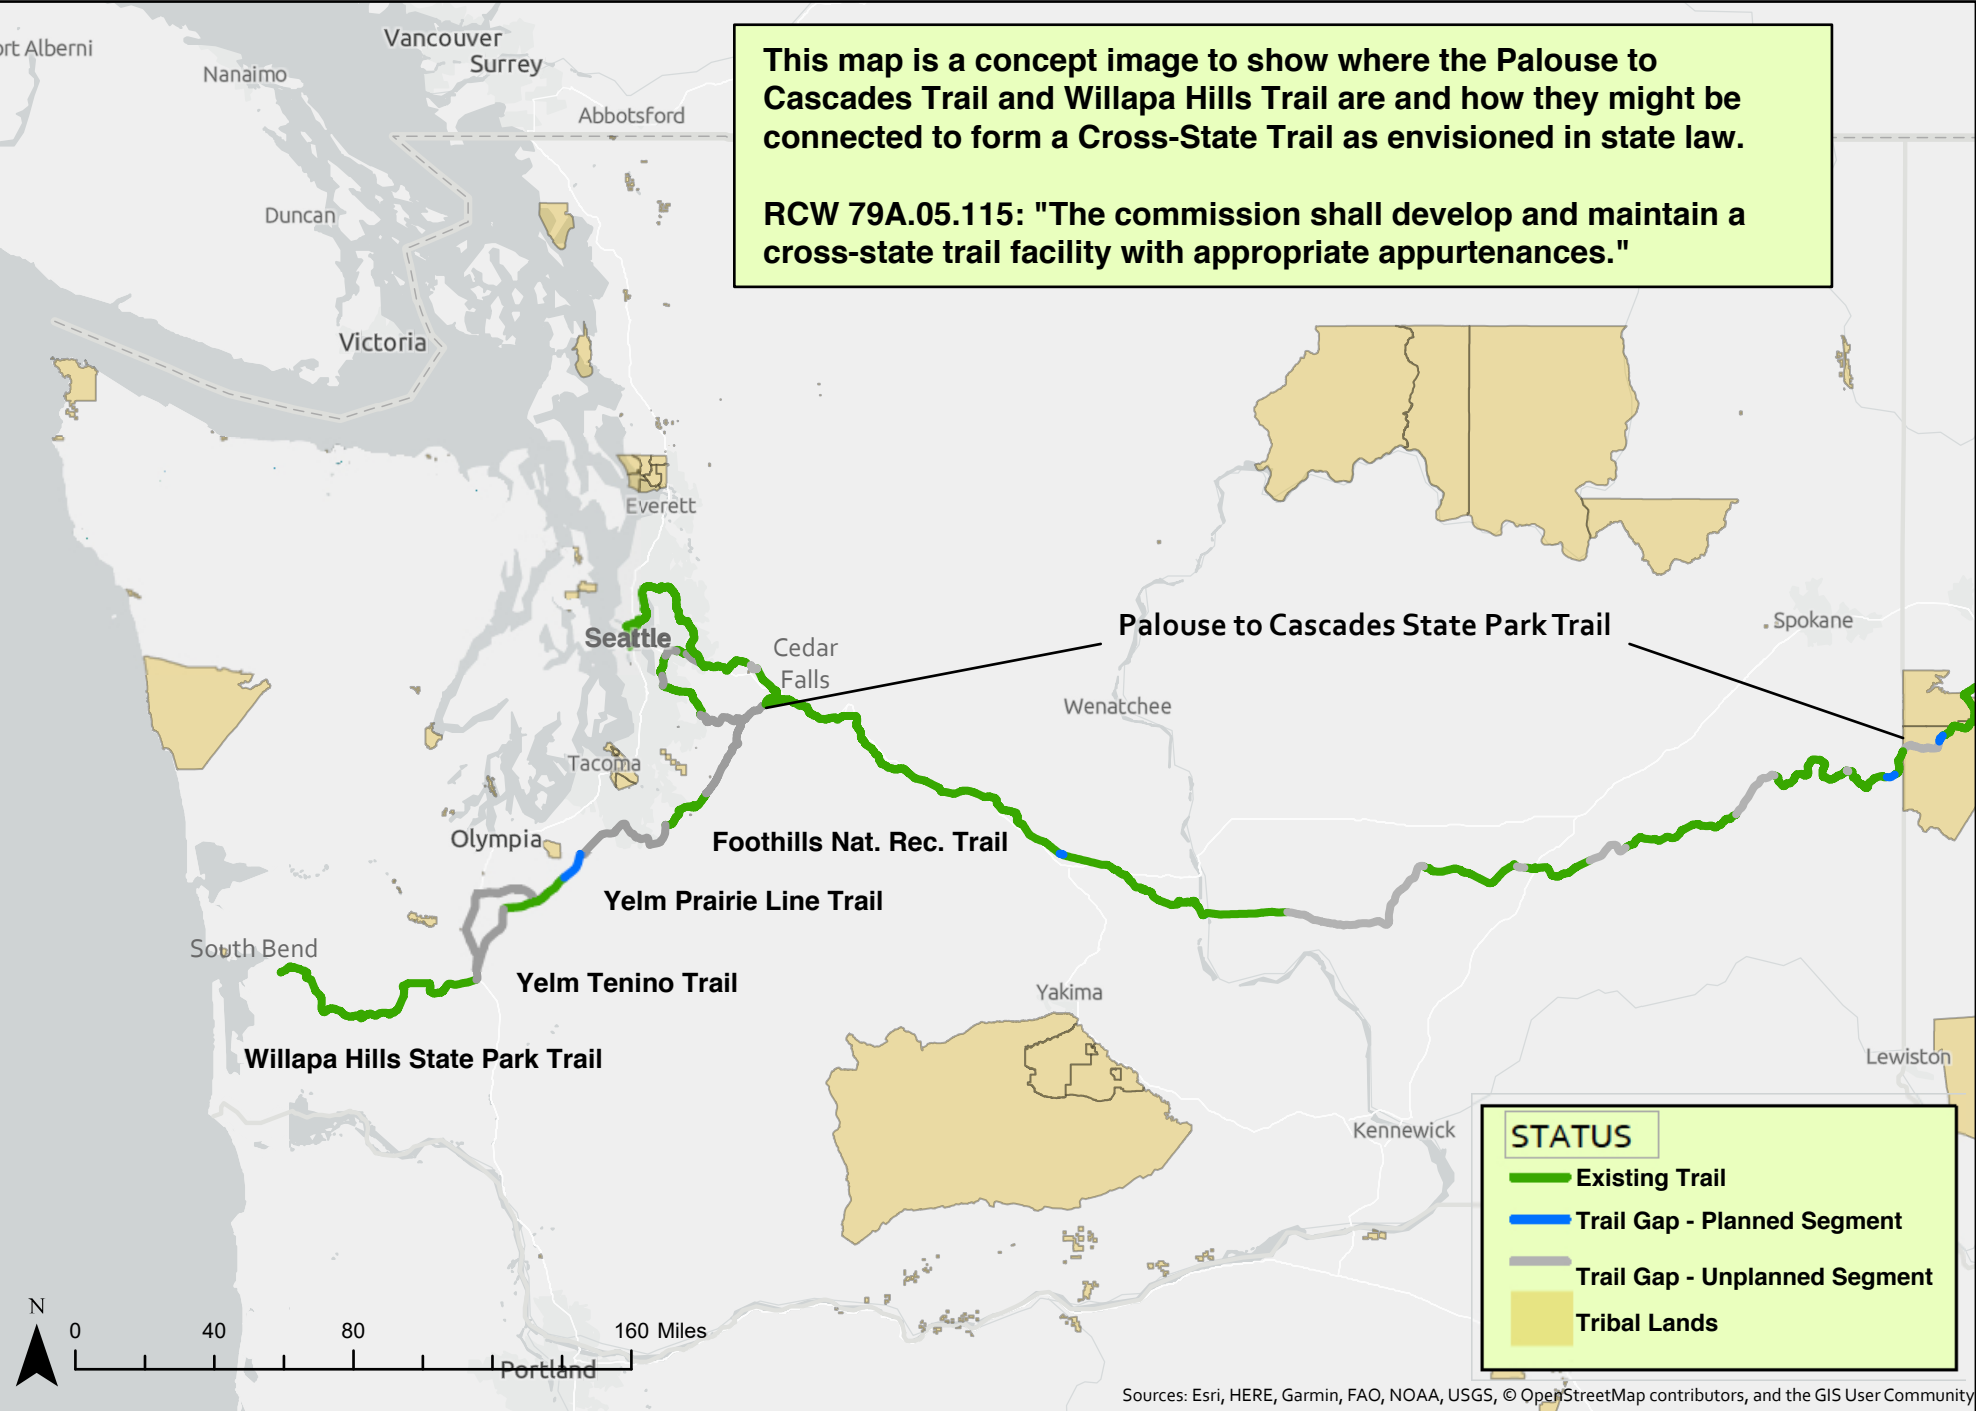 ort Alberni
Vancouver
Surrey
Nanaimo
Abbotsford
This map is a concept image to show where the Palouse to
Cascades Trail and Willapa Hills Trail are and how they might be
connected to form a Cross-State Trail as envisioned in state law.
RCW 79A.05.115: "The commission shall develop and maintain a
cross-state trail facility with appropriate appurtenances."
Duncan
Victoria
Everett
Seattle
Cedar
Falls
Palouse to Cascades State Park Trail
Spokane
Wenatchee
Tacoma
Olympia
Foothills Nat. Rec. Trail
Yelm Prairie Line Trail
South Bend
Yelm Tenino Trail
Yakima
Willapa Hills State Park Trail
Lewiston
Kennewick
STATUS
Existing Trail
Trail Gap - Planned Segment
Trail Gap - Unplanned Segment
Tribal Lands
N
0 40 80 160 Miles
Portland
Sources: Esri, HERE, Garmin, FAO, NOAA, USGS, © OpenStreetMap contributors, and the GIS User Community